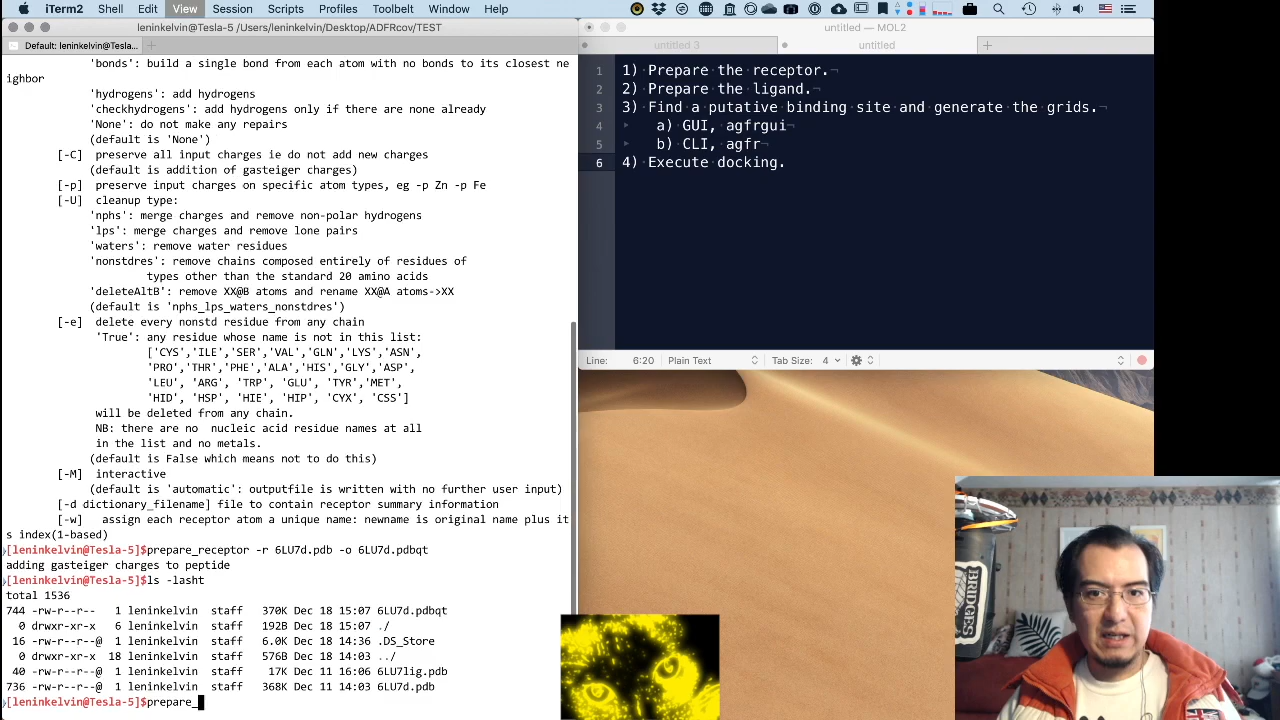 iTerm2 Shell Edit View Session Scripts Profiles Toolbelt Window Help
leninkelvin@Tesla-5 /Users/leninkelvin/Desktop/ADFRcov/TEST
Default: leninkelvin@Tesla...
'bonds': build a single bond from each atom with no bonds to its closest ne
ighbor
'hydrogens': add hydrogens
'checkhydrogens': add hydrogens only if there are none already
'None': do not make any repairs
(default is 'None')
[-C] preserve all input charges ie do not add new charges
(default is addition of gasteiger charges)
[-p] preserve input charges on specific atom types, eg -p Zn -p Fe
[-U] cleanup type:
'nphs': merge charges and remove non-polar hydrogens
'lps': merge charges and remove lone pairs
'waters': remove water residues
'nonstdres': remove chains composed entirely of residues of
types other than the standard 20 amino acids
'deleteAltB': remove XX@B atoms and rename XX@A atoms->XX
(default is 'nphs_lps_waters_nonstdres')
[-e] delete every nonstd residue from any chain
'True': any residue whose name is not in this list:
['CYS','ILE','SER','VAL','GLN','LYS','ASN',
'PRO','THR','PHE','ALA','HIS','GLY','ASP',
'LEU', 'ARG', 'TRP', 'GLU', 'TYR','MET',
'HID', 'HSP', 'HIE', 'HIP', 'CYX', 'CSS']
will be deleted from any chain.
NB: there are no nucleic acid residue names at all
in the list and no metals.
(default is False which means not to do this)
[-M] interactive
(default is 'automatic': outputfile is written with no further user input)
[-d dictionary_filename] file to contain receptor summary information
[-w] assign each receptor atom a unique name: newname is original name plus it
s index(1-based)
[leninkelvin@Tesla-5]$prepare_receptor -r 6LU7d.pdb -o 6LU7d.pdbqt
adding gasteiger charges to peptide
[leninkelvin@Tesla-5]$ls -lasht
total 1536
744 -rw-r--r-- 1 leninkelvin staff 370K Dec 18 15:07 6LU7d.pdbqt
0 drwxr-xr-x 6 leninkelvin staff 192B Dec 18 15:07 ./
16 -rw-r--r--@ 1 leninkelvin staff 6.0K Dec 18 14:36 .DS_Store
0 drwxr-xr-x 18 leninkelvin staff 576B Dec 18 14:03 ../
40 -rw-r--r--@ 1 leninkelvin staff 17K Dec 11 16:06 6LU7lig.pdb
736 -rw-r--r--@ 1 leninkelvin staff 368K Dec 11 14:03 6LU7d.pdb
[leninkelvin@Tesla-5]$prepare_
untitled — MOL2
untitled 3
untitled
1 1) Prepare the receptor.¬
2 2) Prepare the ligand.¬
3 3) Find a putative binding site and generate the grids.¬
4 a) GUI, agfrgui¬
5 b) CLI, agfr¬
6 4) Execute docking.
Line: 6:20 Plain Text Tab Size: 4
BRIDGES